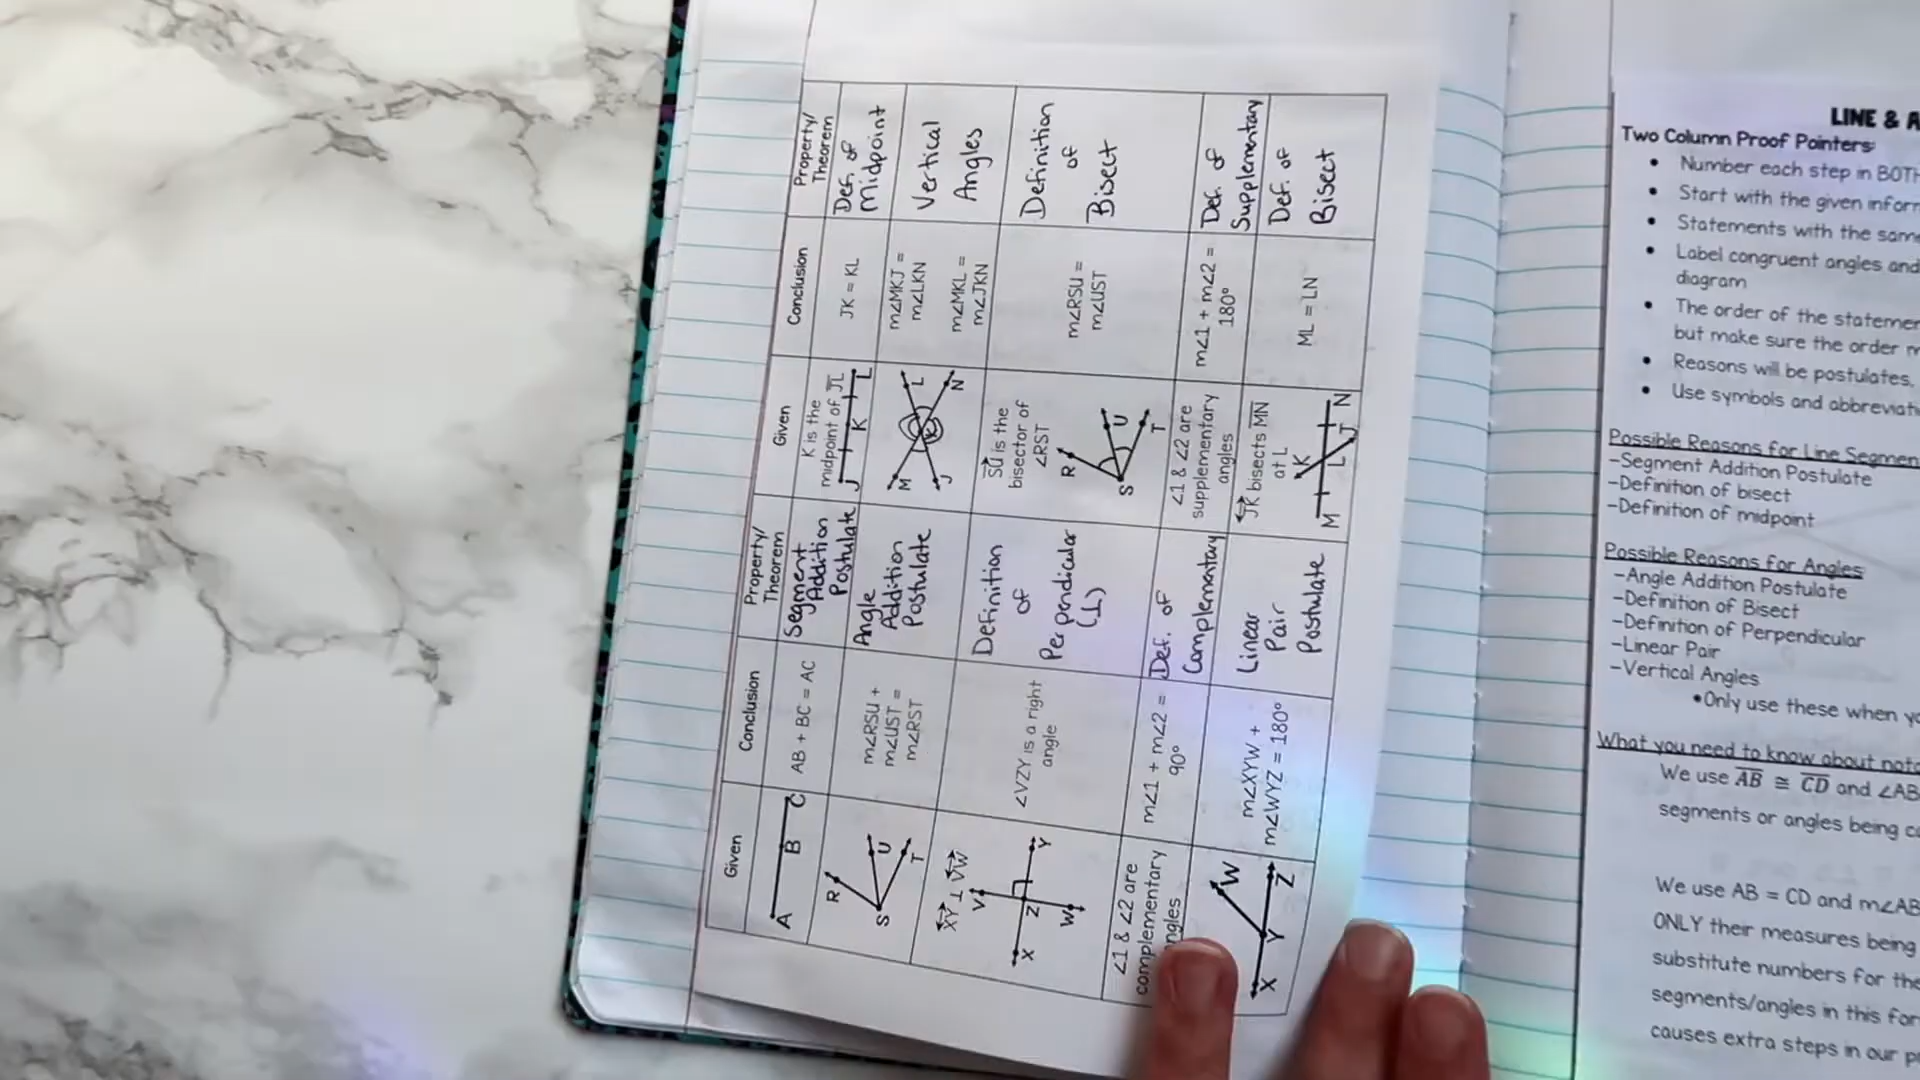 Given
Conclusion
Property/
Theorem
Given
Conclusion
Property/
Theorem
A B C
AB + BC = AC
Segment
Addition
Postulate
K is the
midpoint of JL
J K L
JK = KL
Def. of
Midpoint
R
S U
T
m∠RSU +
m∠UST =
m∠RST
Angle
Addition
Postulate
M L
K
J N
m∠MKJ =
m∠LKN
m∠MKL =
m∠JKN
Vertical
Angles
XY ⊥ VW
V
X Z Y
W
∠VZY is a right
angle
Definition
of
Perpendicular
(⊥)
SU is the
bisector of
∠RST
R
S U
T
m∠RSU =
m∠UST
Definition
of
Bisect
∠1 & ∠2 are
complementary
angles
m∠1 + m∠2 =
90°
Def. of
Complementary
∠1 & ∠2 are
supplementary
angles
m∠1 + m∠2 =
180°
Def. of
Supplementary
W
X Y Z
m∠XYW +
m∠WYZ = 180°
Linear
Pair
Postulate
JK bisects MN
at L
K
M L N
J
ML = LN
Def. of
Bisect
LINE & A
Two Column Proof Pointers:
• Number each step in BOTH
• Start with the given inform
• Statements with the same
• Label congruent angles and
diagram
• The order of the statemen
but make sure the order m
• Reasons will be postulates,
• Use symbols and abbreviati
Possible Reasons for Line Segmen
-Segment Addition Postulate
-Definition of bisect
-Definition of midpoint
Possible Reasons for Angles
-Angle Addition Postulate
-Definition of Bisect
-Definition of Perpendicular
-Linear Pair
-Vertical Angles
•Only use these when yo
What you need to know about nota
We use AB ≅ CD and ∠AB
segments or angles being co
We use AB = CD and m∠AB
ONLY their measures being
substitute numbers for the
segments/angles in this for
causes extra steps in our p